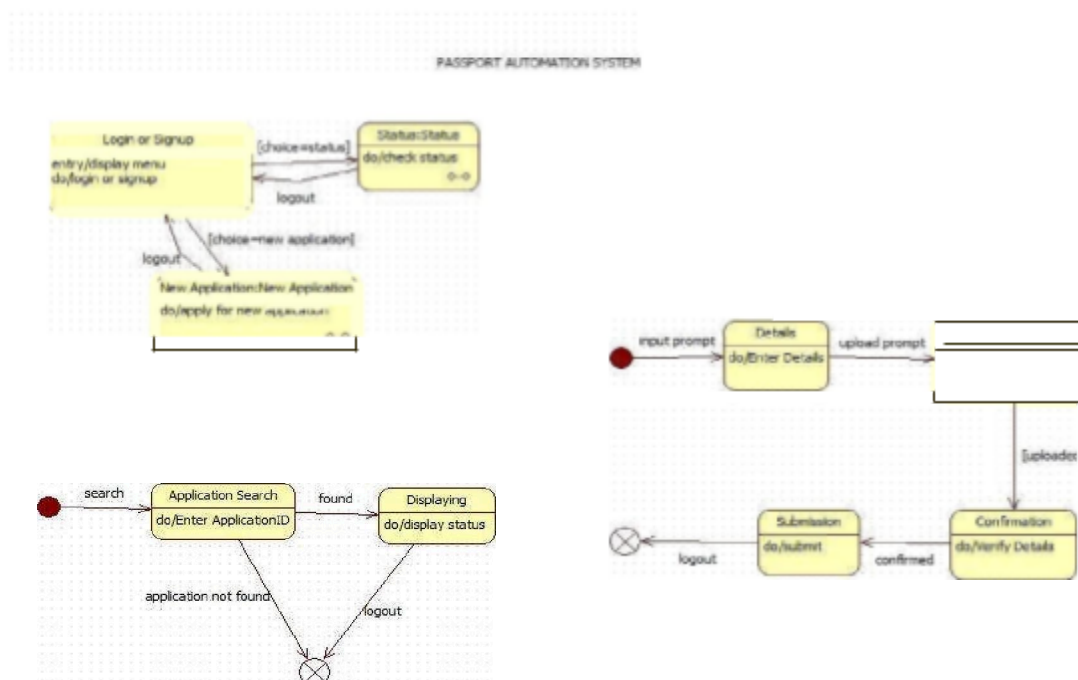 PASSPORT AUTOMATION SYSTEM
Login or Signup
entry/display menu
do/login or signup
[choice=status]
logout
Status:Status
do/check status
[choice=new application]
logout
New Application:New Application
do/apply for new application
input prompt
Details
do/Enter Details
upload prompt
[uploaded
Confirmation
do/Verify Details
confirmed
Submission
do/submit
logout
search
Application Search
do/Enter ApplicationID
found
Displaying
do/display status
application not found
logout